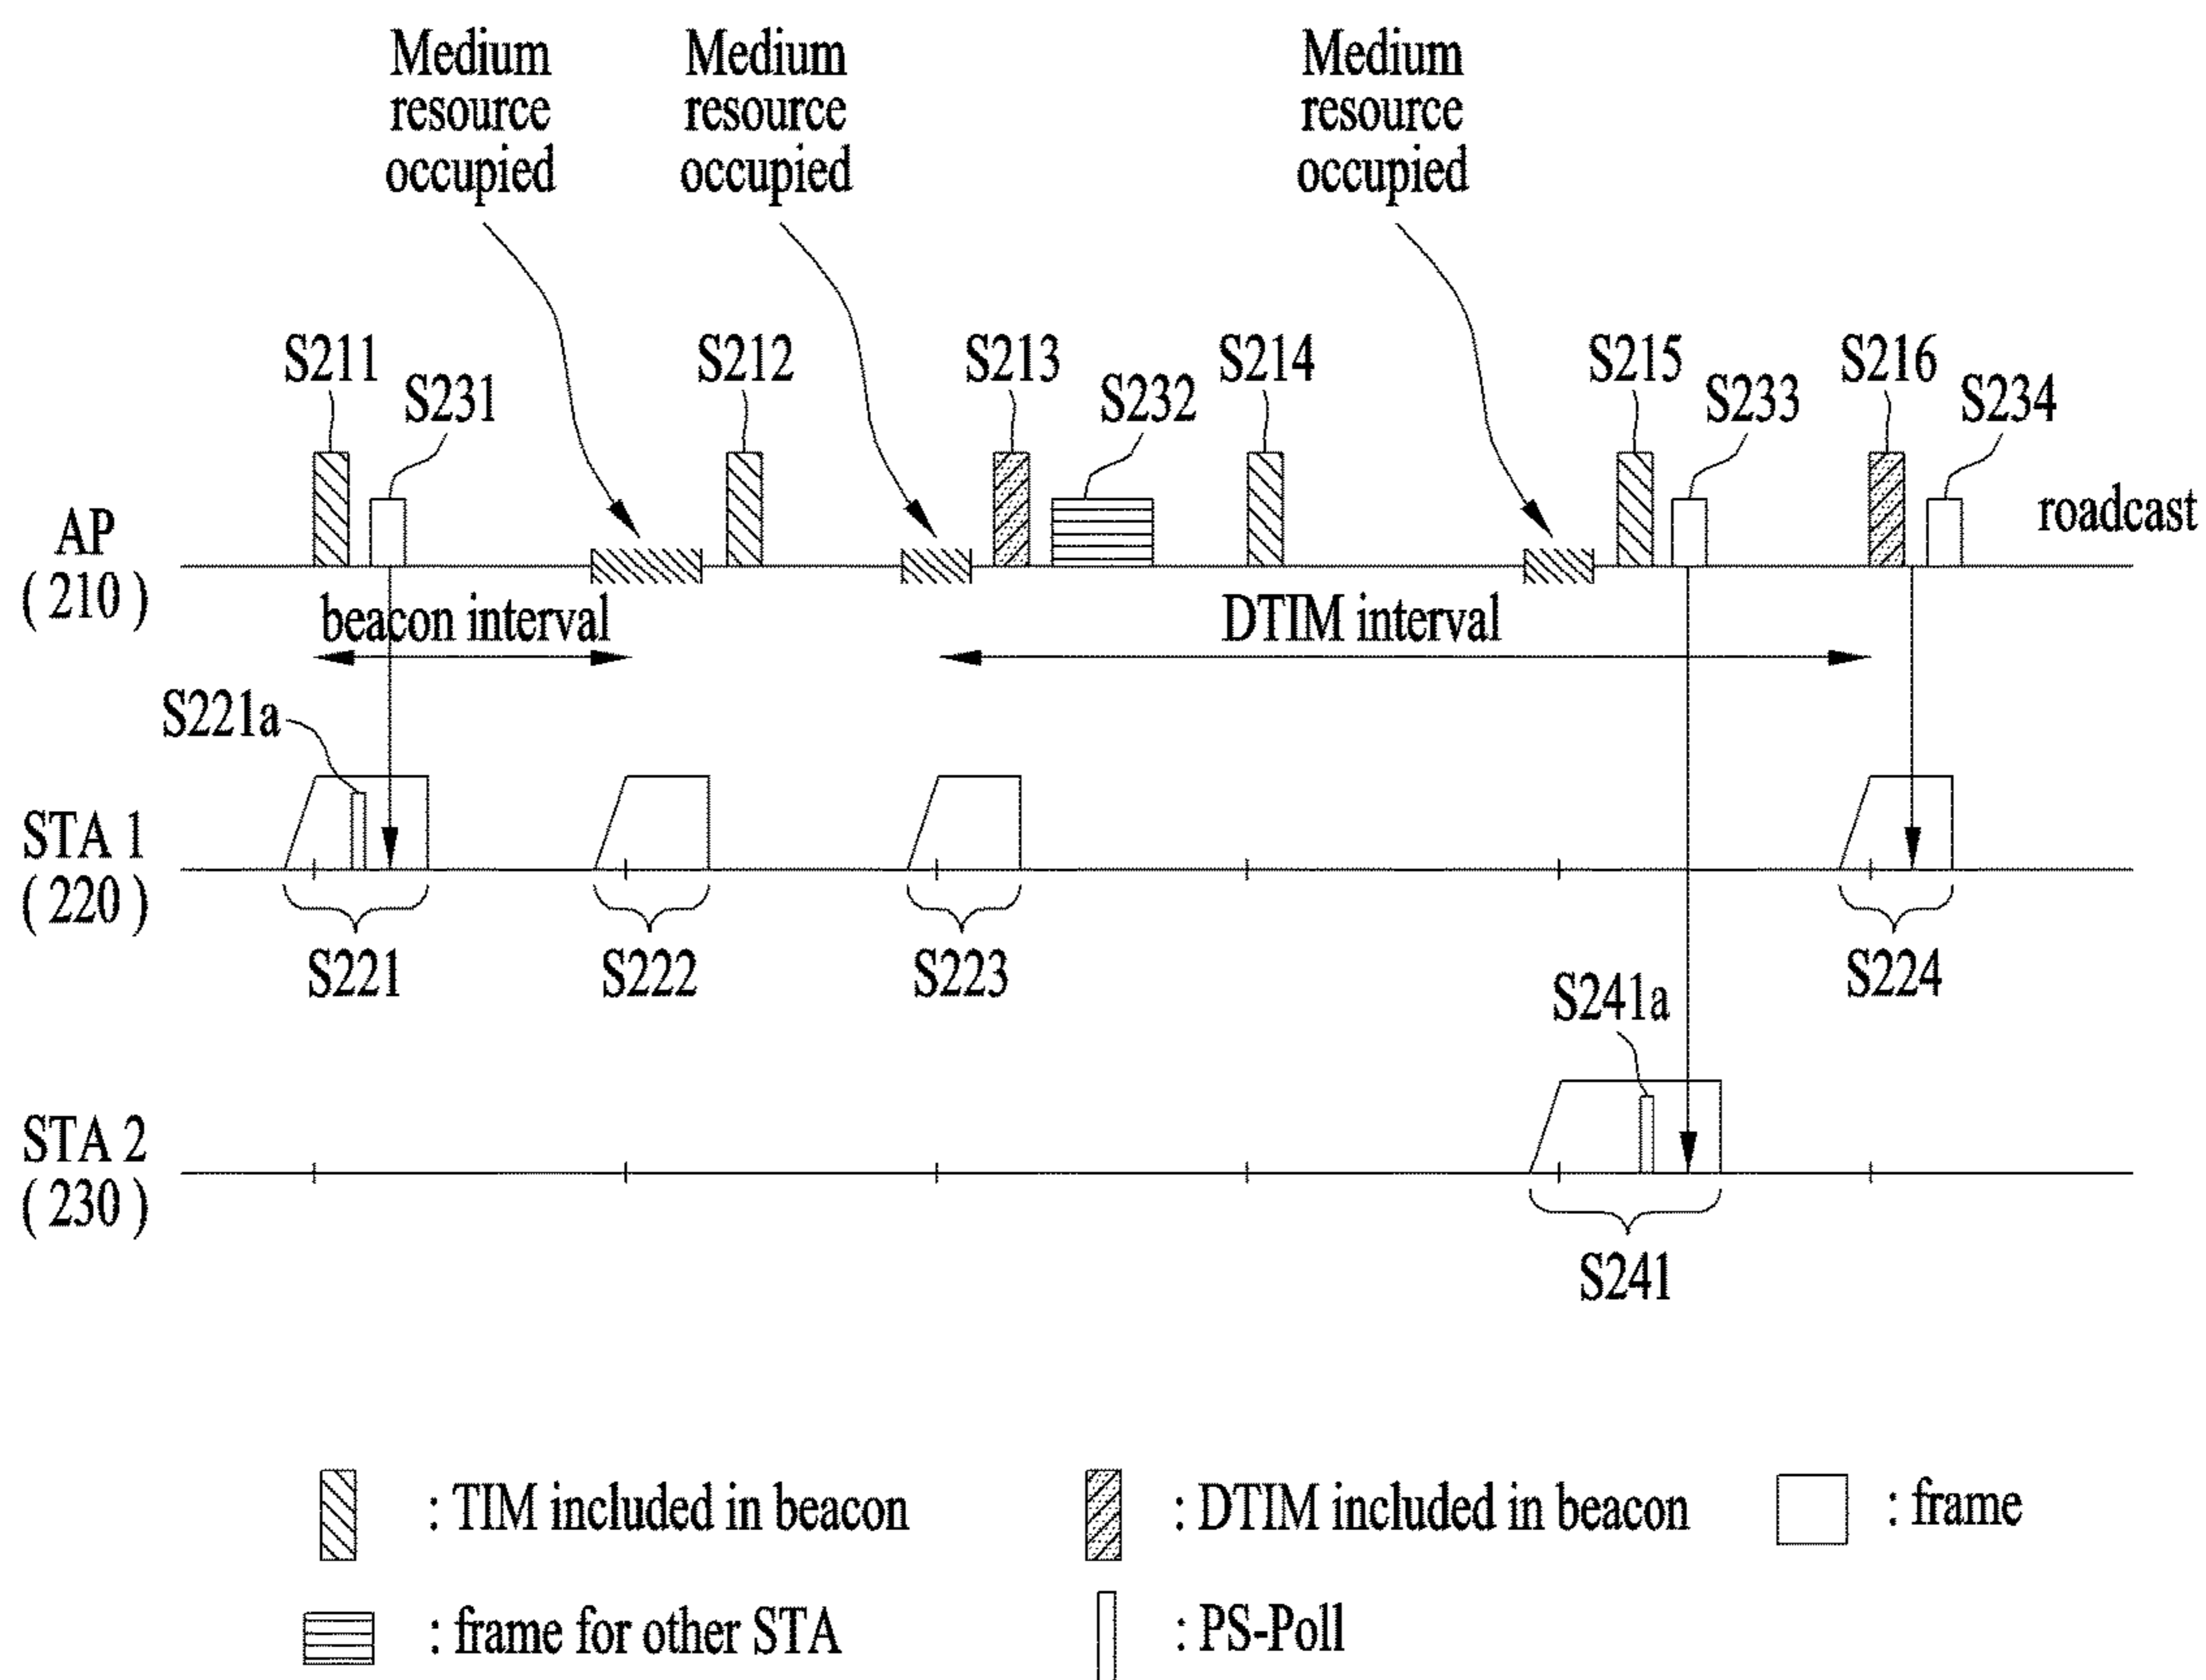 Medium
resource
occupied
Medium
resource
occupied
Medium
resource
occupied
S211
S231
S212
S213
S232
S214
S215
S233
S216
S234
AP
( 210 )
roadcast
beacon interval
DTIM interval
S221a
STA 1
( 220 )
S221
S222
S223
S224
S241a
STA 2
( 230 )
S241
: TIM included in beacon
: DTIM included in beacon
: frame
: frame for other STA
: PS-Poll